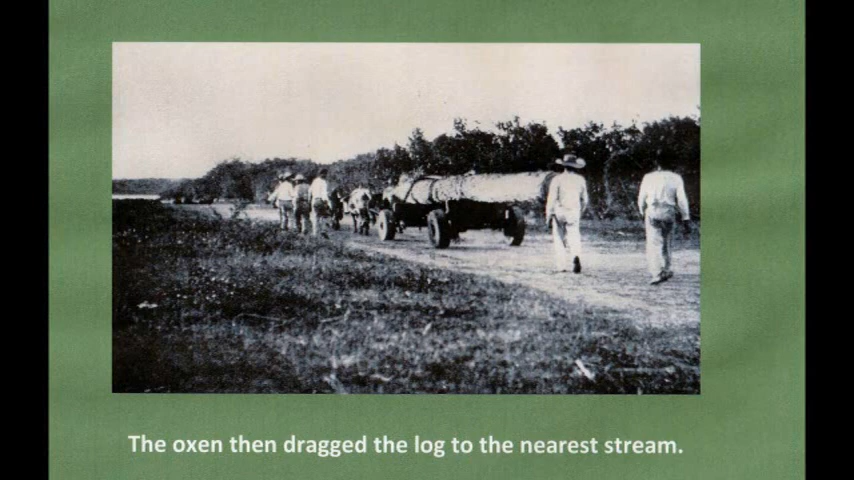 The oxen then dragged the log to the nearest stream.